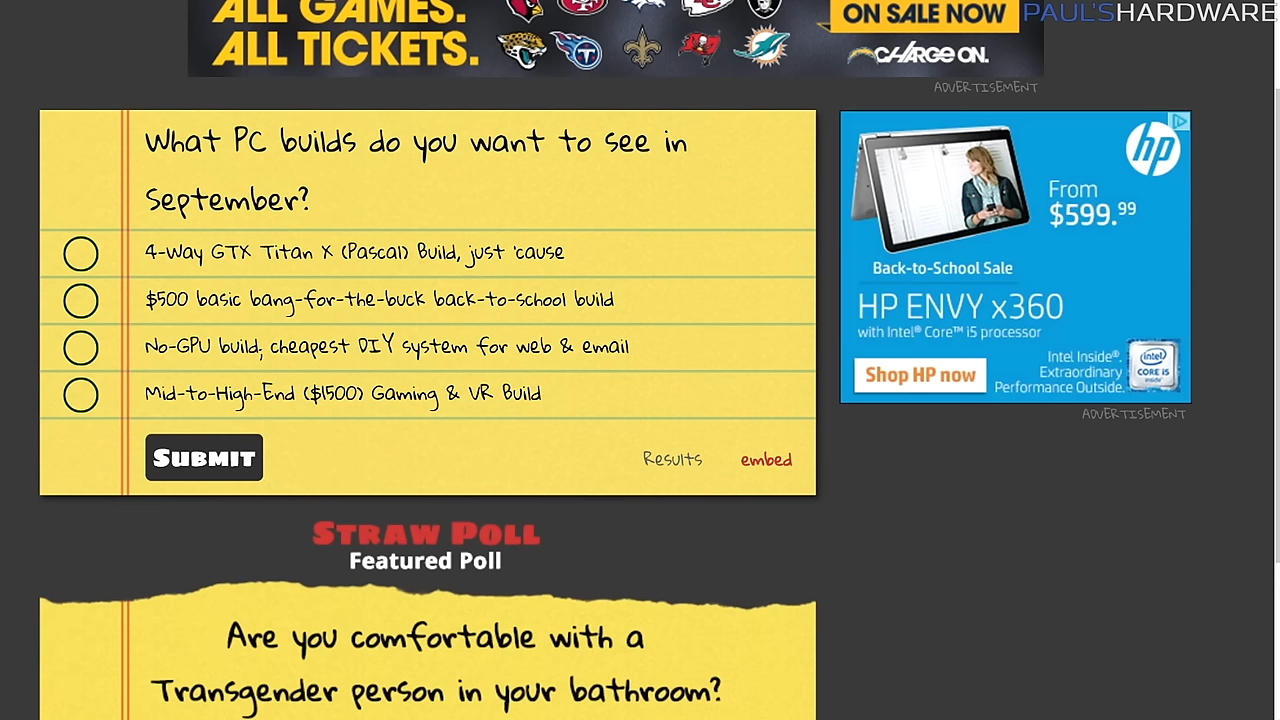 ALL GAMES.
ALL TICKETS.
ON SALE NOW
CHARGE ON.
PAUL'SHARDWARE
ADVERTISEMENT
What PC builds do you want to see in
September?
4-Way GTX Titan X (Pascal) Build, just 'cause
$500 basic bang-for-the-buck back-to-school build
No-GPU build; cheapest DIY system for web & email
Mid-to-High-End ($1500) Gaming & VR Build
SUBMIT
Results
embed
hp
From
$599.99
Back-to-School Sale
HP ENVY x360
with Intel® Core™ i5 processor
Shop HP now
Intel Inside®.
Extraordinary
Performance Outside.
intel
CORE i5
inside
ADVERTISEMENT
STRAW POLL
Featured Poll
Are you comfortable with a
Transgender person in your bathroom?